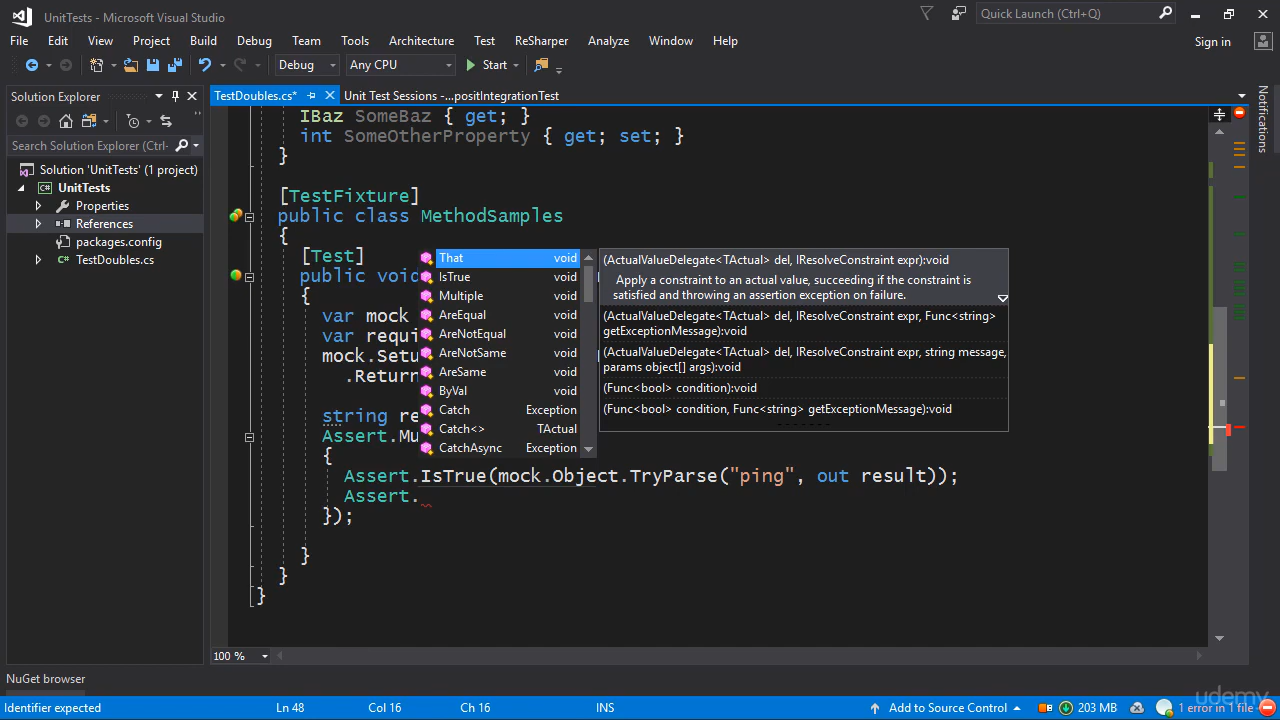 UnitTests - Microsoft Visual Studio
Quick Launch (Ctrl+Q)
File Edit View Project Build Debug Team Tools Architecture Test ReSharper Analyze Window Help
Sign in
Debug Any CPU Start
Solution Explorer
TestDoubles.cs* Unit Test Sessions -...positIntegrationTest
Notifications
Search Solution Explorer (Ctrl-
Solution 'UnitTests' (1 project)
UnitTests
Properties
References
packages.config
TestDoubles.cs
IBaz SomeBaz { get; }
int SomeOtherProperty { get; set; }
}
[TestFixture]
public class MethodSamples
{
[Test]
public void
{
var mock
var requi
mock.Setu
.Return
string re
Assert.Mu
{
Assert.IsTrue(mock.Object.TryParse("ping", out result));
Assert.
});
}
}
}
That void
IsTrue void
Multiple void
AreEqual void
AreNotEqual void
AreNotSame void
AreSame void
ByVal void
Catch Exception
Catch<> TActual
CatchAsync Exception
(ActualValueDelegate<TActual> del, IResolveConstraint expr):void
Apply a constraint to an actual value, succeeding if the constraint is
satisfied and throwing an assertion exception on failure.
(ActualValueDelegate<TActual> del, IResolveConstraint expr, Func<string>
getExceptionMessage):void
(ActualValueDelegate<TActual> del, IResolveConstraint expr, string message,
params object[] args):void
(Func<bool> condition):void
(Func<bool> condition, Func<string> getExceptionMessage):void
100 %
NuGet browser
udemy
Identifier expected Ln 48 Col 16 INS Add to Source Control 203 MB 1 error in 1 file